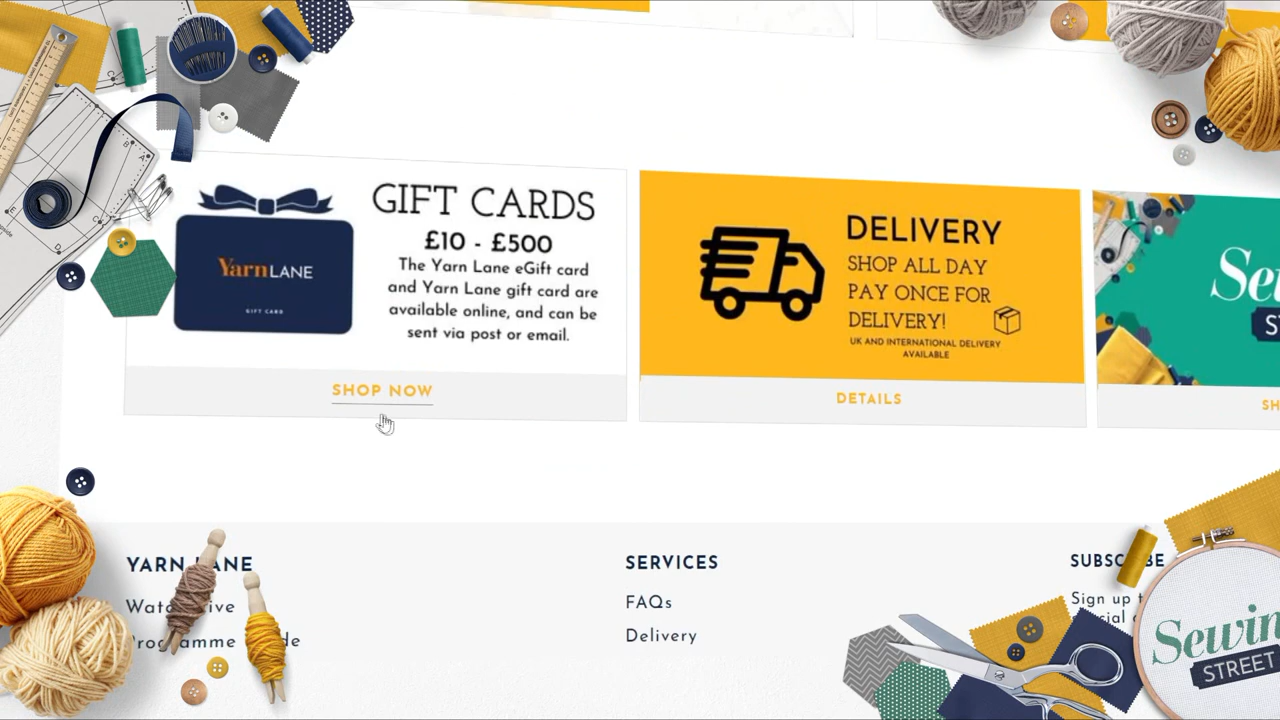 GIFT CARDS
£10 - £500
The Yarn Lane eGift card
and Yarn Lane gift card are
available online, and can be
sent via post or email.
YarnLANE
GIFT CARD
SHOP NOW
DELIVERY
SHOP ALL DAY
PAY ONCE FOR
DELIVERY!
UK AND INTERNATIONAL DELIVERY
AVAILABLE
DETAILS
YARN LANE
SERVICES
FAQs
Delivery
Sign up
STREET